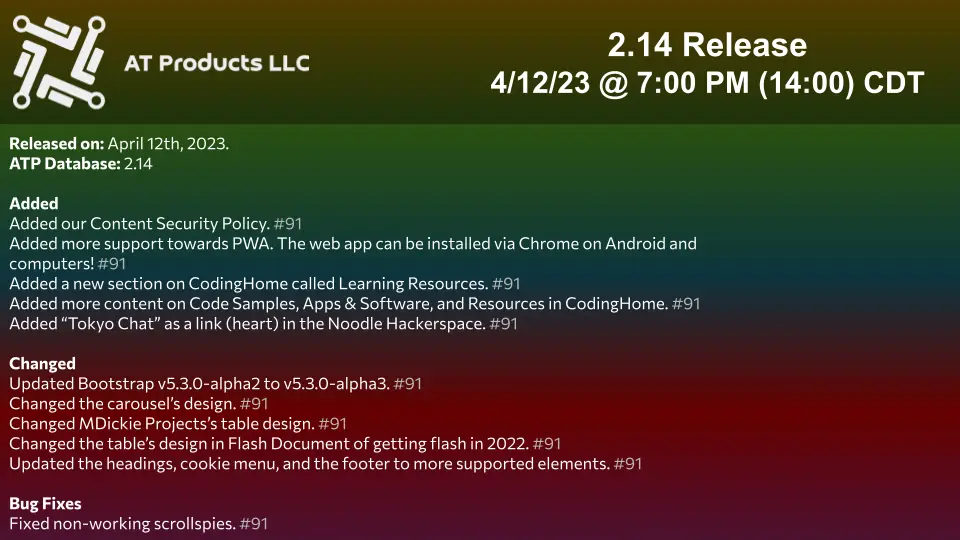 AT Products LLC
2.14 Release
4/12/23 @ 7:00 PM (14:00) CDT
Released on: April 12th, 2023.
ATP Database: 2.14
Added
Added our Content Security Policy. #91
Added more support towards PWA. The web app can be installed via Chrome on Android and
computers! #91
Added a new section on CodingHome called Learning Resources. #91
Added more content on Code Samples, Apps & Software, and Resources in CodingHome. #91
Added “Tokyo Chat” as a link (heart) in the Noodle Hackerspace. #91
Changed
Updated Bootstrap v5.3.0-alpha2 to v5.3.0-alpha3. #91
Changed the carousel’s design. #91
Changed MDickie Projects’s table design. #91
Changed the table’s design in Flash Document of getting flash in 2022. #91
Updated the headings, cookie menu, and the footer to more supported elements. #91
Bug Fixes
Fixed non-working scrollspies. #91